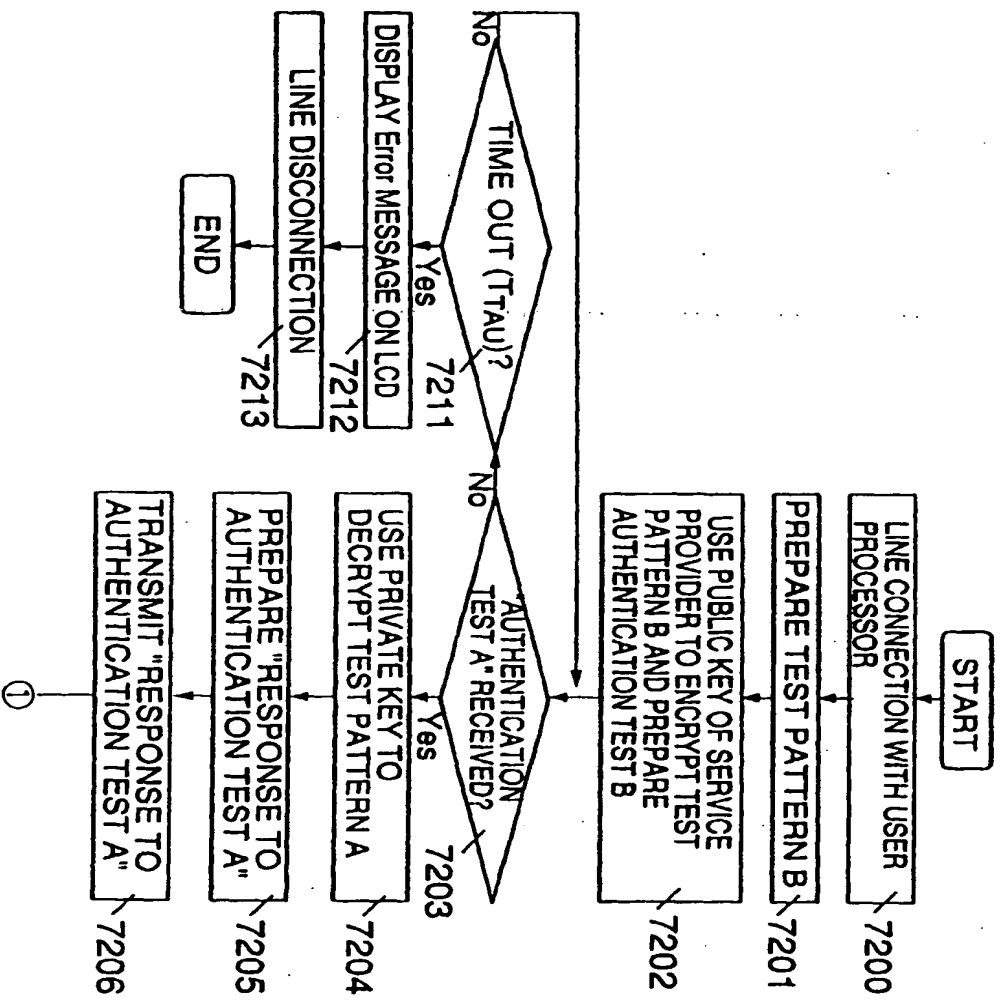 START
LINE CONNECTION WITH USER
PROCESSOR
7200
PREPARE TEST PATTERN B
7201
USE PUBLIC KEY OF SERVICE
PROVIDER TO ENCRYPT TEST
PATTERN B AND PREPARE
AUTHENTICATION TEST B
7202
AUTHENTICATION
TEST A" RECEIVED?
7203
No
Yes
USE PRIVATE KEY TO
DECRYPT TEST PATTERN A
7204
PREPARE "RESPONSE TO
AUTHENTICATION TEST A"
7205
TRANSMIT "RESPONSE TO
AUTHENTICATION TEST A"
7206
1
TIME OUT (TTAU)?
7211
No
Yes
DISPLAY Error MESSAGE ON LCD
7212
LINE DISCONNECTION
7213
END